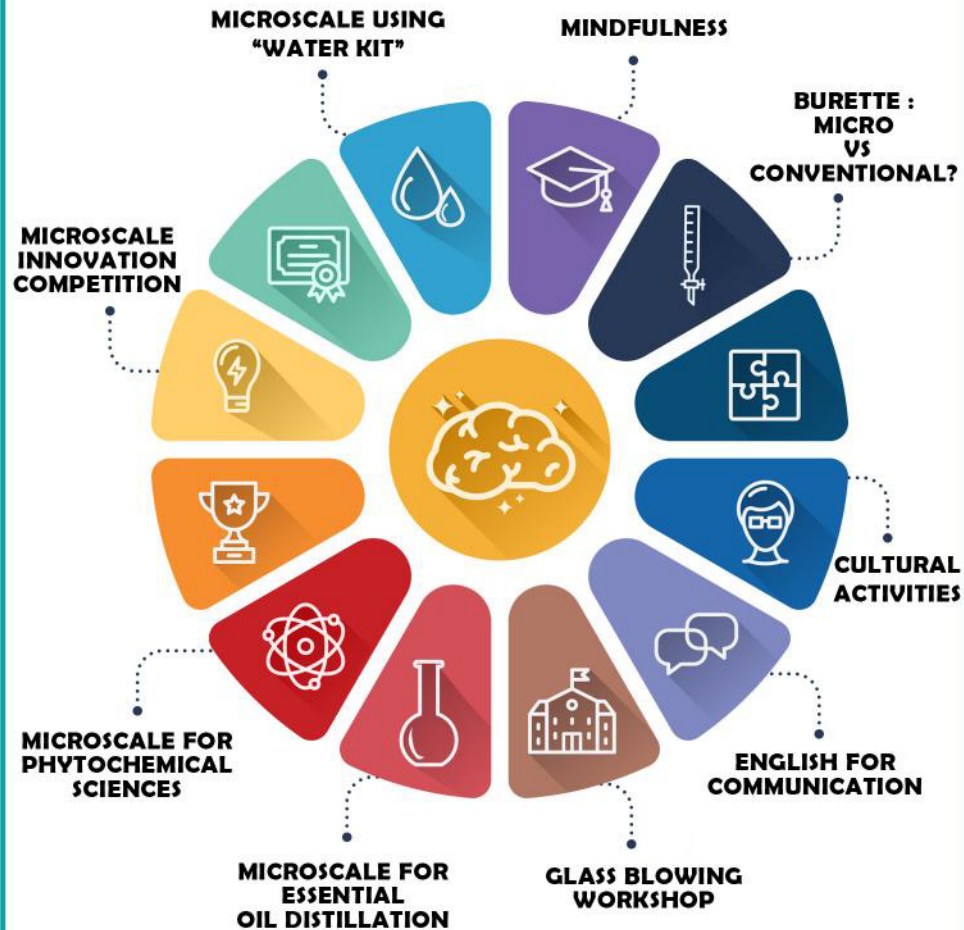 MICROSCALE USING
“WATER KIT”
MINDFULNESS
BURETTE :
MICRO
VS
CONVENTIONAL?
MICROSCALE
INNOVATION
COMPETITION
CULTURAL
ACTIVITIES
MICROSCALE FOR
PHYTOCHEMICAL
SCIENCES
ENGLISH FOR
COMMUNICATION
MICROSCALE FOR
ESSENTIAL
OIL DISTILLATION
GLASS BLOWING
WORKSHOP